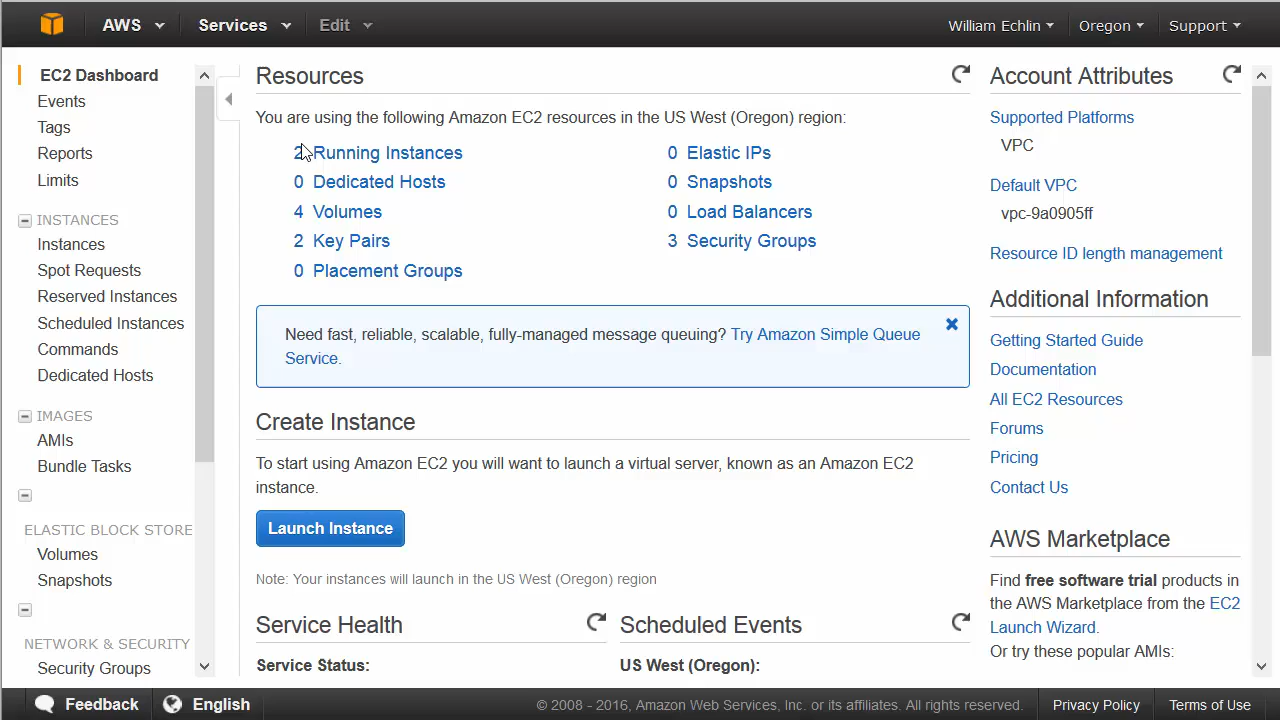 AWS Services Edit William Echlin Oregon Support
EC2 Dashboard
Events
Tags
Reports
Limits
INSTANCES
Instances
Spot Requests
Reserved Instances
Scheduled Instances
Commands
Dedicated Hosts
IMAGES
AMIs
Bundle Tasks
ELASTIC BLOCK STORE
Volumes
Snapshots
NETWORK & SECURITY
Security Groups
Resources
You are using the following Amazon EC2 resources in the US West (Oregon) region:
2 Running Instances
0 Dedicated Hosts
4 Volumes
2 Key Pairs
0 Placement Groups
0 Elastic IPs
0 Snapshots
0 Load Balancers
3 Security Groups
Need fast, reliable, scalable, fully-managed message queuing? Try Amazon Simple Queue
Service.
Create Instance
To start using Amazon EC2 you will want to launch a virtual server, known as an Amazon EC2
instance.
Launch Instance
Note: Your instances will launch in the US West (Oregon) region
Service Health
Service Status:
Scheduled Events
US West (Oregon):
Account Attributes
Supported Platforms
VPC
Default VPC
vpc-9a0905ff
Resource ID length management
Additional Information
Getting Started Guide
Documentation
All EC2 Resources
Forums
Pricing
Contact Us
AWS Marketplace
Find free software trial products in
the AWS Marketplace from the EC2
Launch Wizard.
Or try these popular AMIs:
Feedback English © 2008 - 2016, Amazon Web Services, Inc. or its affiliates. All rights reserved. Privacy Policy Terms of Use